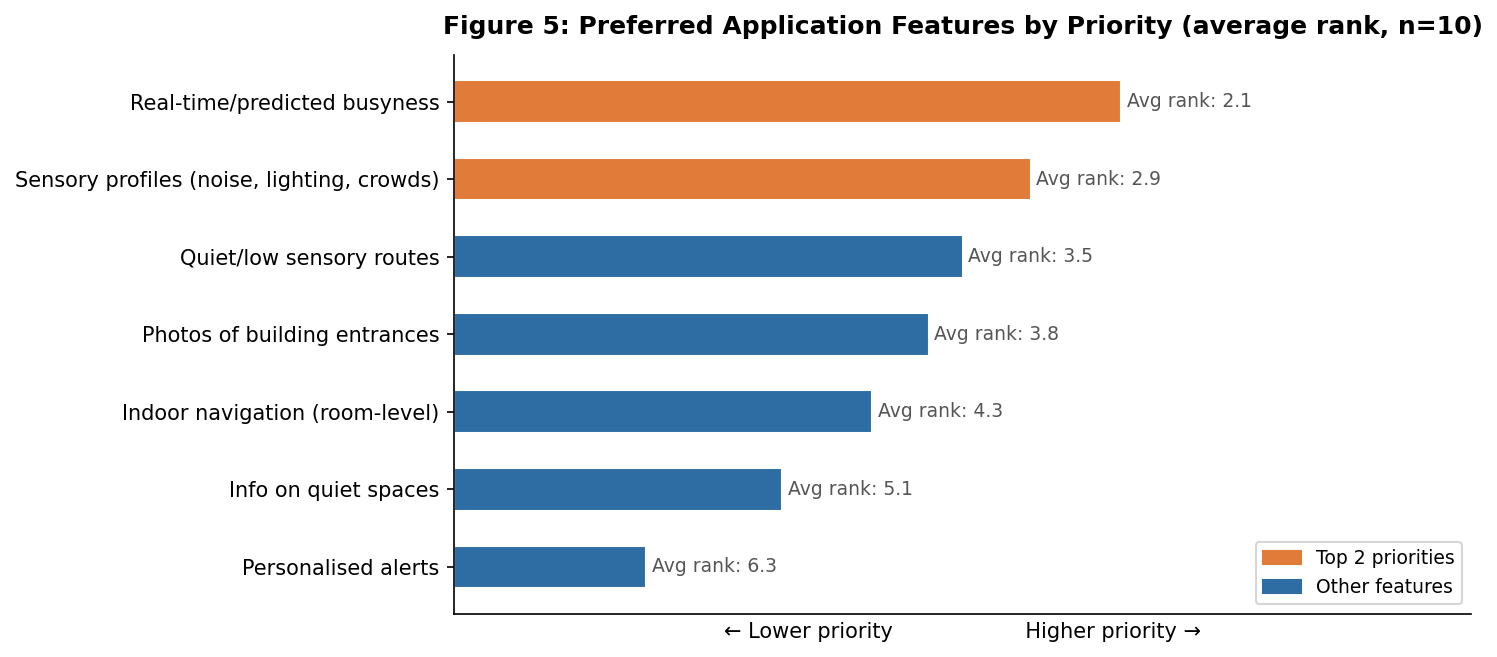 Figure 5: Preferred Application Features by Priority (average rank, n=10)
Real-time/predicted busyness
Avg rank: 2.1
Sensory profiles (noise, lighting, crowds)
Avg rank: 2.9
Quiet/low sensory routes
Avg rank: 3.5
Photos of building entrances
Avg rank: 3.8
Indoor navigation (room-level)
Avg rank: 4.3
Info on quiet spaces
Avg rank: 5.1
Personalised alerts
Avg rank: 6.3
Top 2 priorities
Other features
← Lower priority
Higher priority →